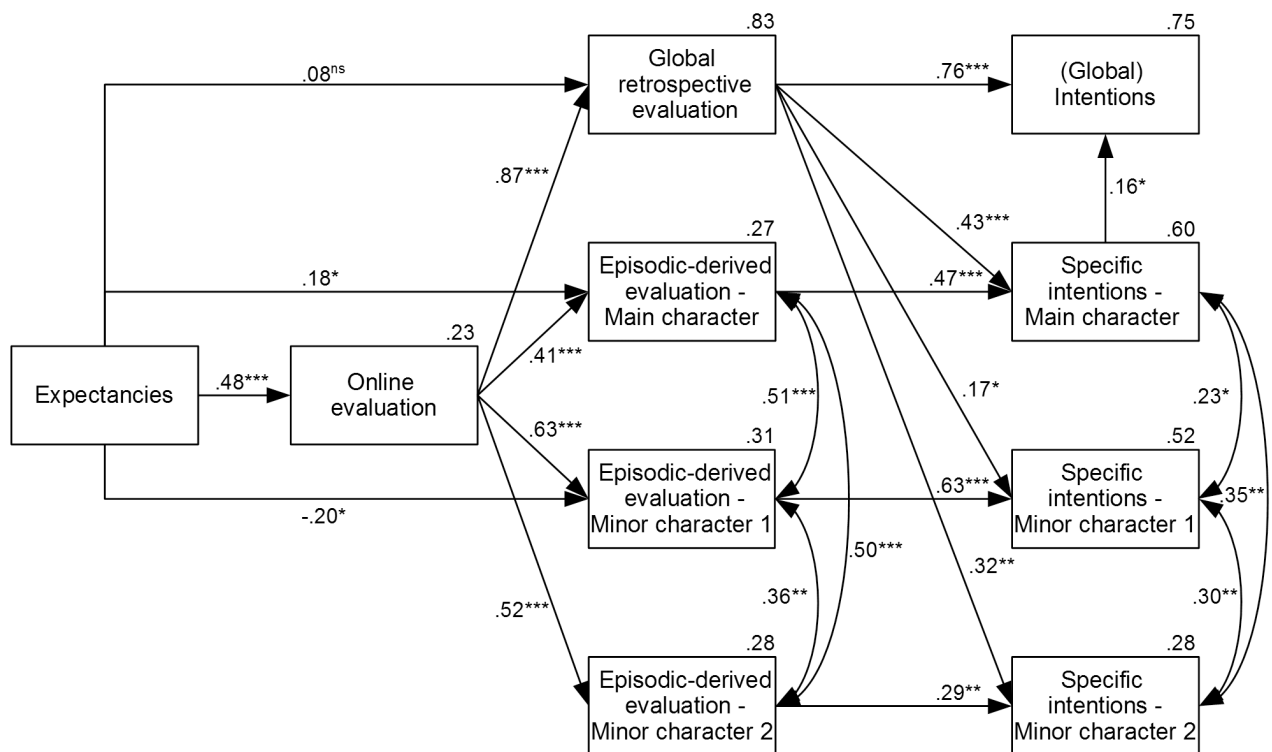 .83
.75
Global
retrospective
evaluation
(Global)
Intentions
.08ns
.76***
.87***
.43***
.16*
.27
.60
Episodic-derived
evaluation -
Main character
Specific
intentions -
Main character
.18*
.47***
.23
.41***
Expectancies
.48***
Online
evaluation
.51***
.17*
.23*
.63***
.31
.52
Episodic-derived
evaluation -
Minor character 1
Specific
intentions -
Minor character 1
-.20*
.63***
.35**
.50***
.32**
.52***
.36**
.30**
.28
.28
Episodic-derived
evaluation -
Minor character 2
Specific
intentions -
Minor character 2
.29**